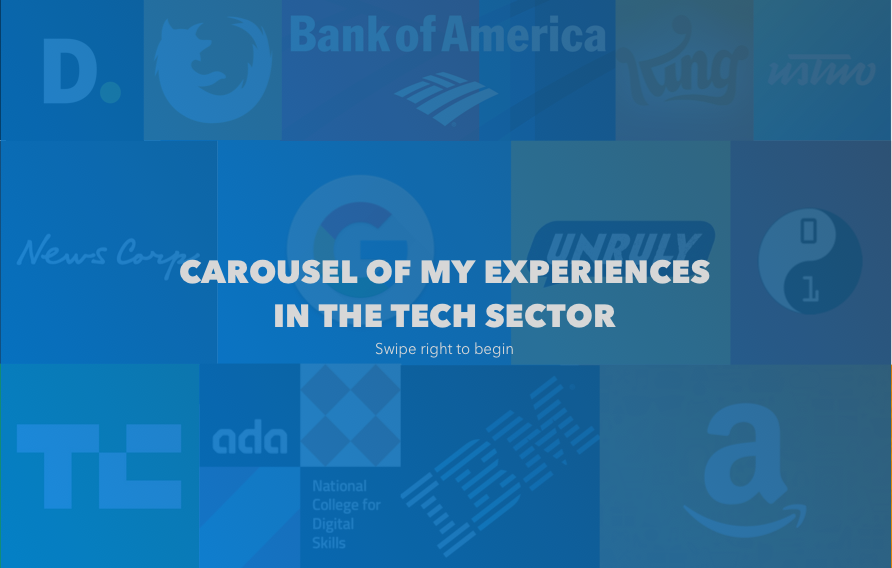 D.
Bank of America
King
ustwo
News Corp
G
UNRULY
0
1
CAROUSEL OF MY EXPERIENCES
IN THE TECH SECTOR
Swipe right to begin
TC
ada
National
College for
Digital
Skills
IBM
a